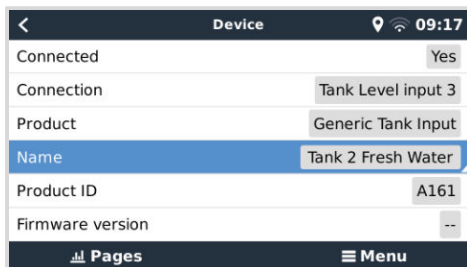 Device 09:17
Connected Yes
Connection Tank Level input 3
Product Generic Tank Input
Name Tank 2 Fresh Water
Product ID A161
Firmware version --
Pages Menu